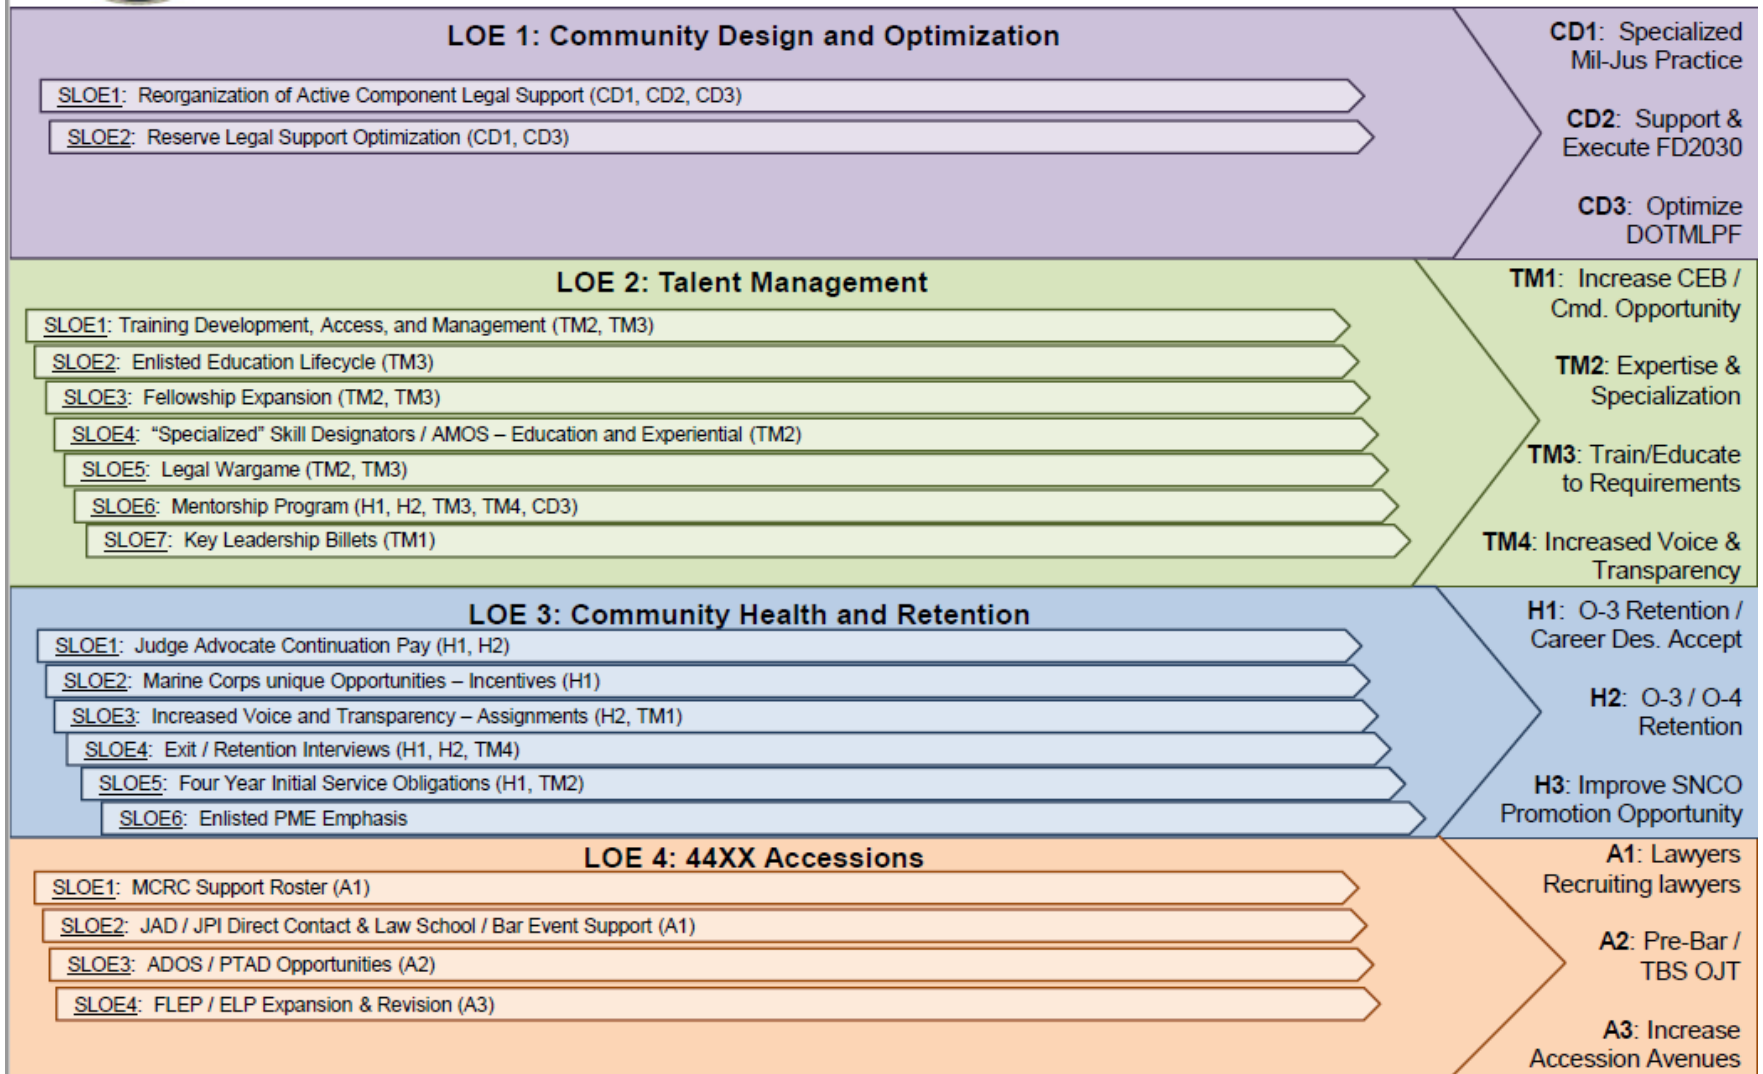 LOE 1: Community Design and Optimization
SLOE1: Reorganization of Active Component Legal Support (CD1, CD2, CD3)
SLOE2: Reserve Legal Support Optimization (CD1, CD3)
CD1: Specialized
Mil-Jus Practice
CD2: Support &
Execute FD2030
CD3: Optimize
DOTMLPF
LOE 2: Talent Management
SLOE1: Training Development, Access, and Management (TM2, TM3)
SLOE2: Enlisted Education Lifecycle (TM3)
SLOE3: Fellowship Expansion (TM2, TM3)
SLOE4: “Specialized” Skill Designators / AMOS – Education and Experiential (TM2)
SLOE5: Legal Wargame (TM2, TM3)
SLOE6: Mentorship Program (H1, H2, TM3, TM4, CD3)
SLOE7: Key Leadership Billets (TM1)
TM1: Increase CEB /
Cmd. Opportunity
TM2: Expertise &
Specialization
TM3: Train/Educate
to Requirements
TM4: Increased Voice &
Transparency
LOE 3: Community Health and Retention
SLOE1: Judge Advocate Continuation Pay (H1, H2)
SLOE2: Marine Corps unique Opportunities – Incentives (H1)
SLOE3: Increased Voice and Transparency – Assignments (H2, TM1)
SLOE4: Exit / Retention Interviews (H1, H2, TM4)
SLOE5: Four Year Initial Service Obligations (H1, TM2)
SLOE6: Enlisted PME Emphasis
H1: O-3 Retention /
Career Des. Accept
H2: O-3 / O-4
Retention
H3: Improve SNCO
Promotion Opportunity
LOE 4: 44XX Accessions
SLOE1: MCRC Support Roster (A1)
SLOE2: JAD / JPI Direct Contact & Law School / Bar Event Support (A1)
SLOE3: ADOS / PTAD Opportunities (A2)
SLOE4: FLEP / ELP Expansion & Revision (A3)
A1: Lawyers
Recruiting lawyers
A2: Pre-Bar /
TBS OJT
A3: Increase
Accession Avenues